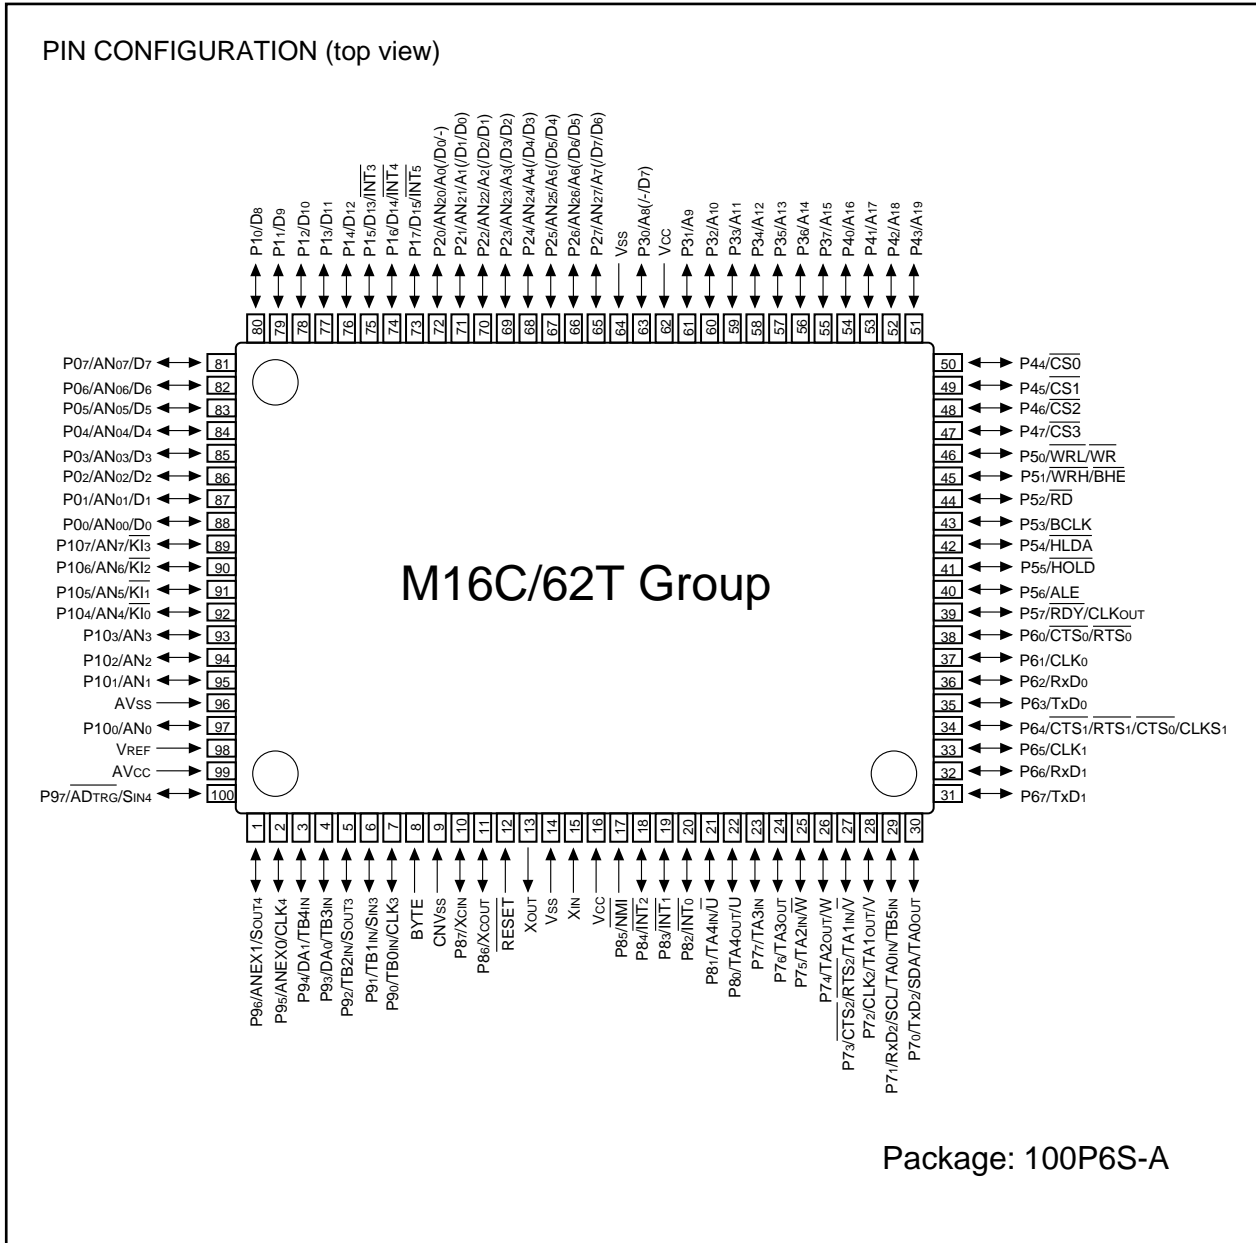 PIN CONFIGURATION (top view)
P10/D8
P11/D9
P12/D10
P13/D11
P14/D12
P15/D13/INT3
P16/D14/INT4
P17/D15/INT5
P20/AN20/A0(/D0/-)
P21/AN21/A1(/D1/D0)
P22/AN22/A2(/D2/D1)
P23/AN23/A3(/D3/D2)
P24/AN24/A4(/D4/D3)
P25/AN25/A5(/D5/D4)
P26/AN26/A6(/D6/D5)
P27/AN27/A7(/D7/D6)
Vss
P30/A8(/-/D7)
Vcc
P31/A9
P32/A10
P33/A11
P34/A12
P35/A13
P36/A14
P37/A15
P40/A16
P41/A17
P42/A18
P43/A19
80 79 78 77 76 75 74 73 72 71 70 69 68 67 66 65 64 63 62 61 60 59 58 57 56 55 54 53 52 51
P07/AN07/D7 81
P06/AN06/D6 82
P05/AN05/D5 83
P04/AN04/D4 84
P03/AN03/D3 85
P02/AN02/D2 86
P01/AN01/D1 87
P00/AN00/D0 88
P107/AN7/KI3 89
P106/AN6/KI2 90
P105/AN5/KI1 91
P104/AN4/KI0 92
P103/AN3 93
P102/AN2 94
P101/AN1 95
AVss 96
P100/AN0 97
VREF 98
AVcc 99
P97/ADTRG/SIN4 100
M16C/62T Group
50 P44/CS0
49 P45/CS1
48 P46/CS2
47 P47/CS3
46 P50/WRL/WR
45 P51/WRH/BHE
44 P52/RD
43 P53/BCLK
42 P54/HLDA
41 P55/HOLD
40 P56/ALE
39 P57/RDY/CLKOUT
38 P60/CTS0/RTS0
37 P61/CLK0
36 P62/RxD0
35 P63/TxD0
34 P64/CTS1/RTS1/CTS0/CLKS1
33 P65/CLK1
32 P66/RxD1
31 P67/TxD1
1 2 3 4 5 6 7 8 9 10 11 12 13 14 15 16 17 18 19 20 21 22 23 24 25 26 27 28 29 30
P96/ANEX1/SOUT4
P95/ANEX0/CLK4
P94/DA1/TB4IN
P93/DA0/TB3IN
P92/TB2IN/SOUT3
P91/TB1IN/SIN3
P90/TB0IN/CLK3
BYTE
CNVss
P87/XCIN
P86/XCOUT
RESET
XOUT
Vss
XIN
Vcc
P85/NMI
P84/INT2
P83/INT1
P82/INT0
P81/TA4IN/U
P80/TA4OUT/U
P77/TA3IN
P76/TA3OUT
P75/TA2IN/W
P74/TA2OUT/W
P73/CTS2/RTS2/TA1IN/V
P72/CLK2/TA1OUT/V
P71/RxD2/SCL/TA0IN/TB5IN
P70/TxD2/SDA/TA0OUT
Package: 100P6S-A